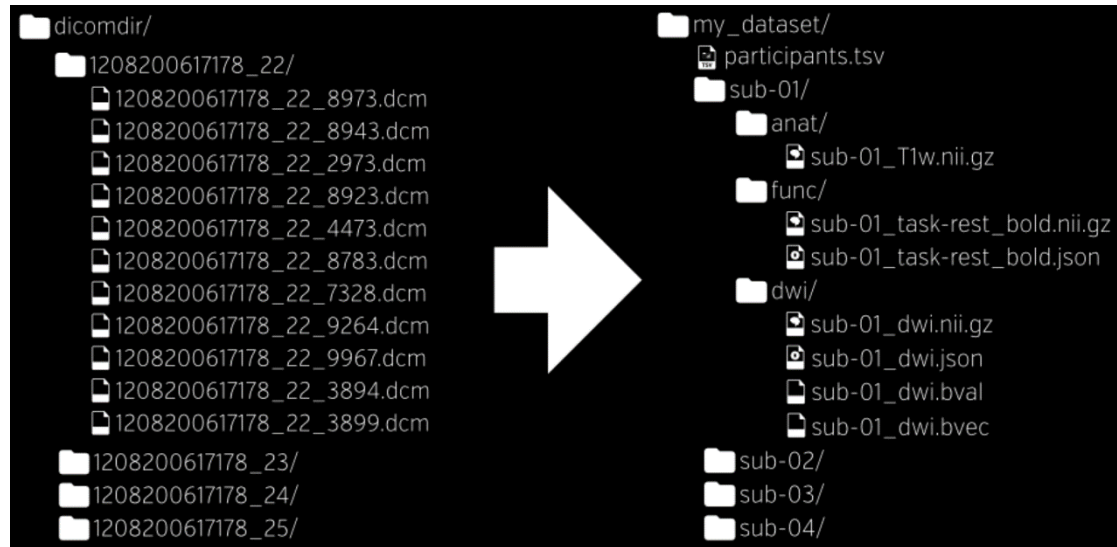 dicomdir/
1208200617178_22/
1208200617178_22_8973.dcm
1208200617178_22_8943.dcm
1208200617178_22_2973.dcm
1208200617178_22_8923.dcm
1208200617178_22_4473.dcm
1208200617178_22_8783.dcm
1208200617178_22_7328.dcm
1208200617178_22_9264.dcm
1208200617178_22_9967.dcm
1208200617178_22_3894.dcm
1208200617178_22_3899.dcm
1208200617178_23/
1208200617178_24/
1208200617178_25/
my_dataset/
TSV
participants.tsv
sub-01/
anat/
sub-01_T1w.nii.gz
func/
sub-01_task-rest_bold.nii.gz
sub-01_task-rest_bold.json
dwi/
sub-01_dwi.nii.gz
sub-01_dwi.json
sub-01_dwi.bval
sub-01_dwi.bvec
sub-02/
sub-03/
sub-04/